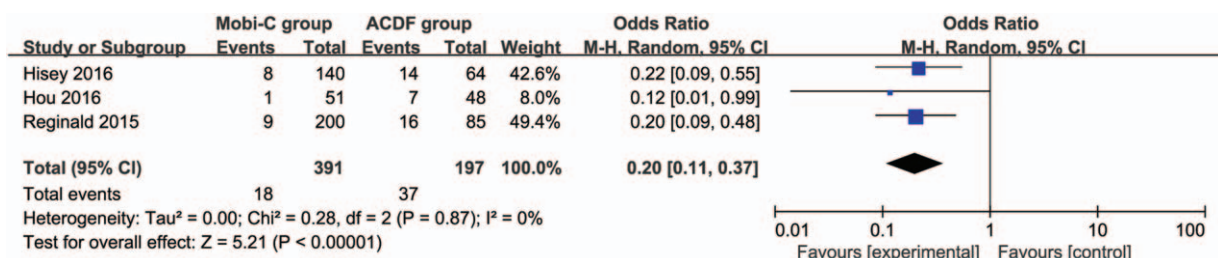 Mobi-C group ACDF group Odds Ratio Odds Ratio
Study or Subgroup Events Total Events Total Weight M-H, Random, 95% CI M-H, Random, 95% CI
Hisey 2016 8 140 14 64 42.6% 0.22 [0.09, 0.55]
Hou 2016 1 51 7 48 8.0% 0.12 [0.01, 0.99]
Reginald 2015 9 200 16 85 49.4% 0.20 [0.09, 0.48]
Total (95% CI) 391 197 100.0% 0.20 [0.11, 0.37]
Total events 18 37
Heterogeneity: Tau² = 0.00; Chi² = 0.28, df = 2 (P = 0.87); I² = 0%
Test for overall effect: Z = 5.21 (P < 0.00001)
0.01 0.1 1 10 100
Favours [experimental] Favours [control]